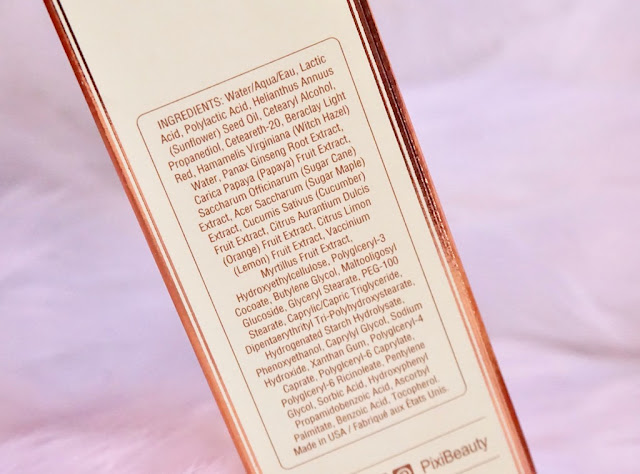 INGREDIENTS: Water/Aqua/Eau, Lactic
Acid, Polylactic Acid, Helianthus Annuus
(Sunflower) Seed Oil, Cetearyl Alcohol,
Propanediol, Ceteareth-20, Beraclay Light
Red, Hamamelis Virginiana (Witch Hazel)
Water, Panax Ginseng Root Extract,
Carica Papaya (Papaya) Fruit Extract,
Saccharum Officinarum (Sugar Cane)
Extract, Acer Saccharum (Sugar Maple)
Extract, Cucumis Sativus (Cucumber)
Fruit Extract, Citrus Aurantium Dulcis
(Orange) Fruit Extract, Citrus Limon
(Lemon) Fruit Extract, Vaccinium
Myrtillus Fruit Extract,
Hydroxyethylcellulose, Polyglyceryl-3
Cocoate, Butylene Glycol, Maltooligosyl
Glucoside, Glyceryl Stearate, PEG-100
Stearate, Caprylic/Capric Triglyceride,
Dipentaerythrityl Tri-Polyhydroxystearate,
Hydrogenated Starch Hydrolysate,
Phenoxyethanol, Caprylyl Glycol, Sodium
Hydroxide, Xanthan Gum, Polyglyceryl-4
Caprate, Polyglyceryl-6 Caprylate,
Polyglyceryl-6 Ricinoleate, Pentylene
Glycol, Sorbic Acid, Hydroxyphenyl
Propamidobenzoic Acid, Ascorbyl
Palmitate, Benzoic Acid, Tocopherol.
Made in USA / Fabriqué aux États Unis.
PixiBeauty